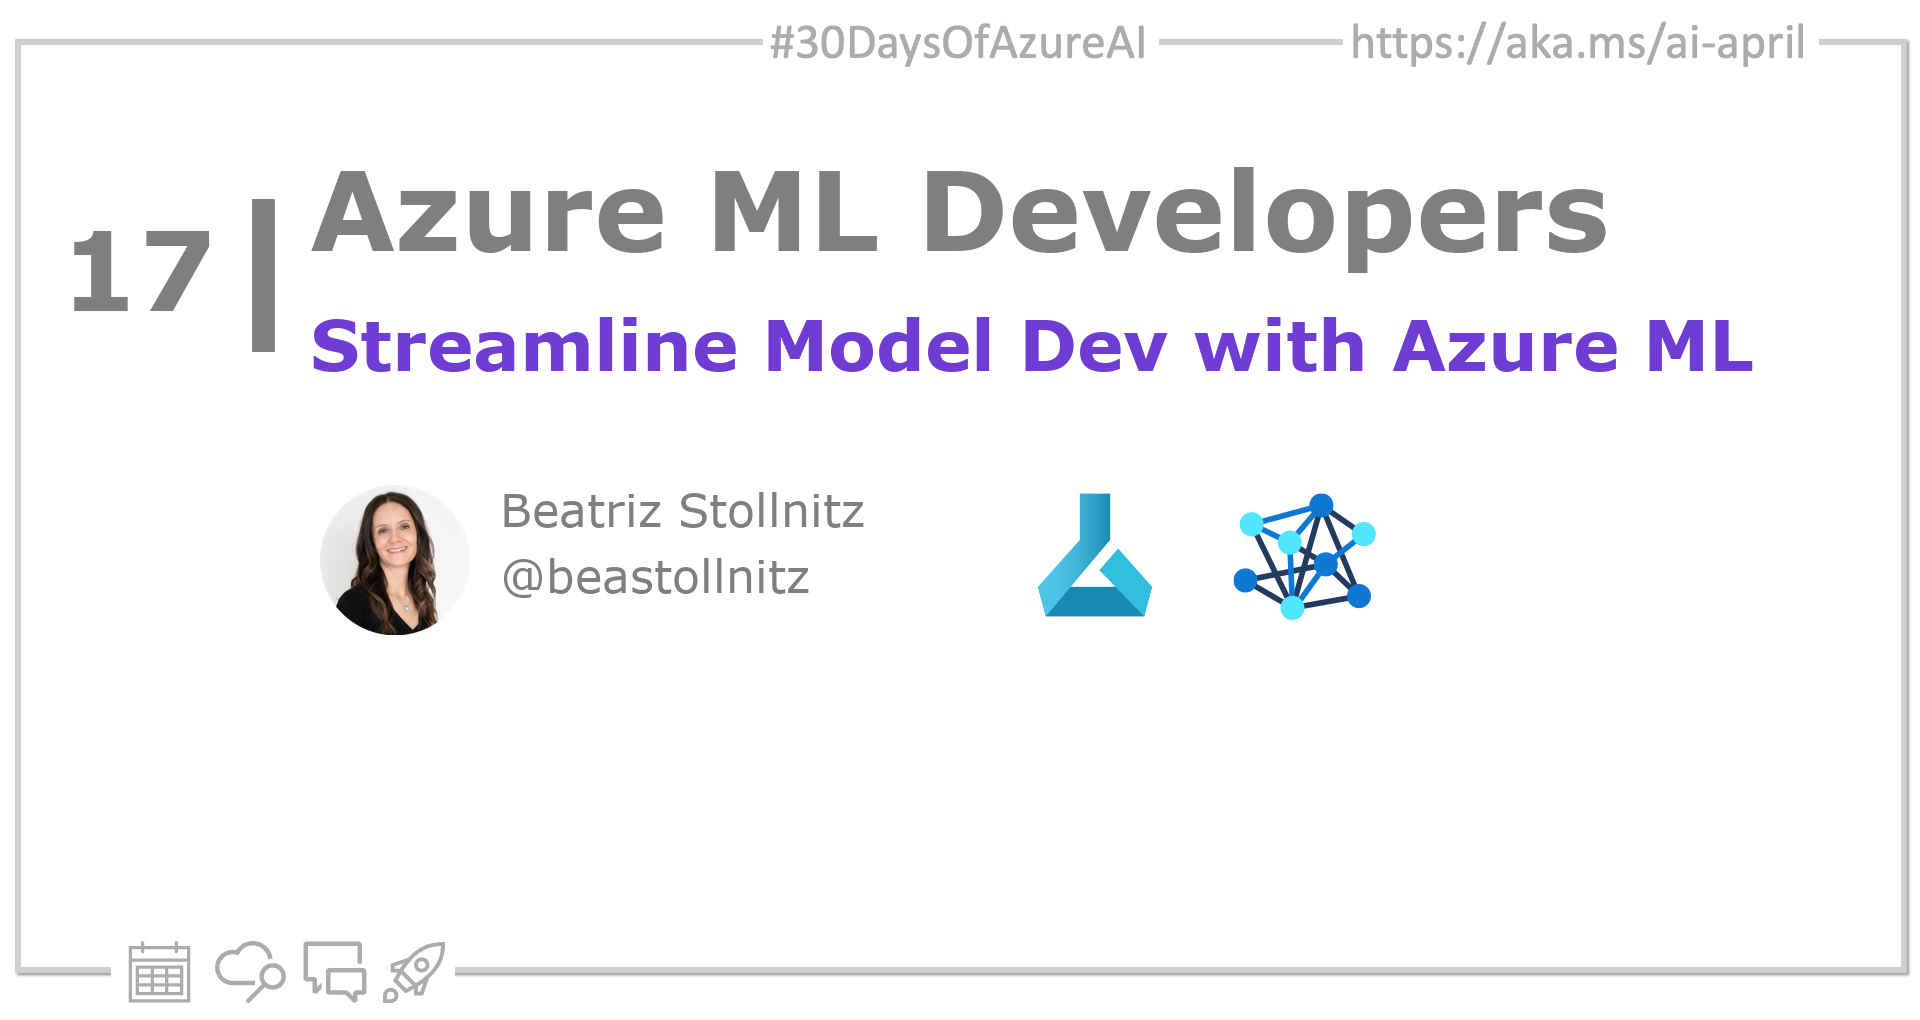 #30DaysOfAzureAI https://aka.ms/ai-april
17
Azure ML Developers
Streamline Model Dev with Azure ML
Beatriz Stollnitz
@beastollnitz